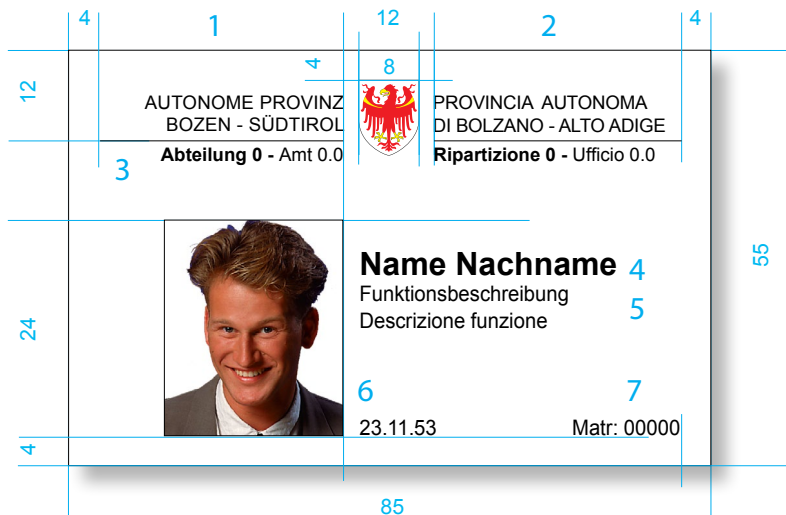 4 1 12 2 4
4 8
12
AUTONOME PROVINZ
BOZEN - SÜDTIROL
PROVINCIA AUTONOMA
DI BOLZANO - ALTO ADIGE
3
Abteilung 0 - Amt 0.0
Ripartizione 0 - Ufficio 0.0
Name Nachname 4
Funktionsbeschreibung
5
Descrizione funzione
55
24
6 7
23.11.53 Matr: 00000
4
85